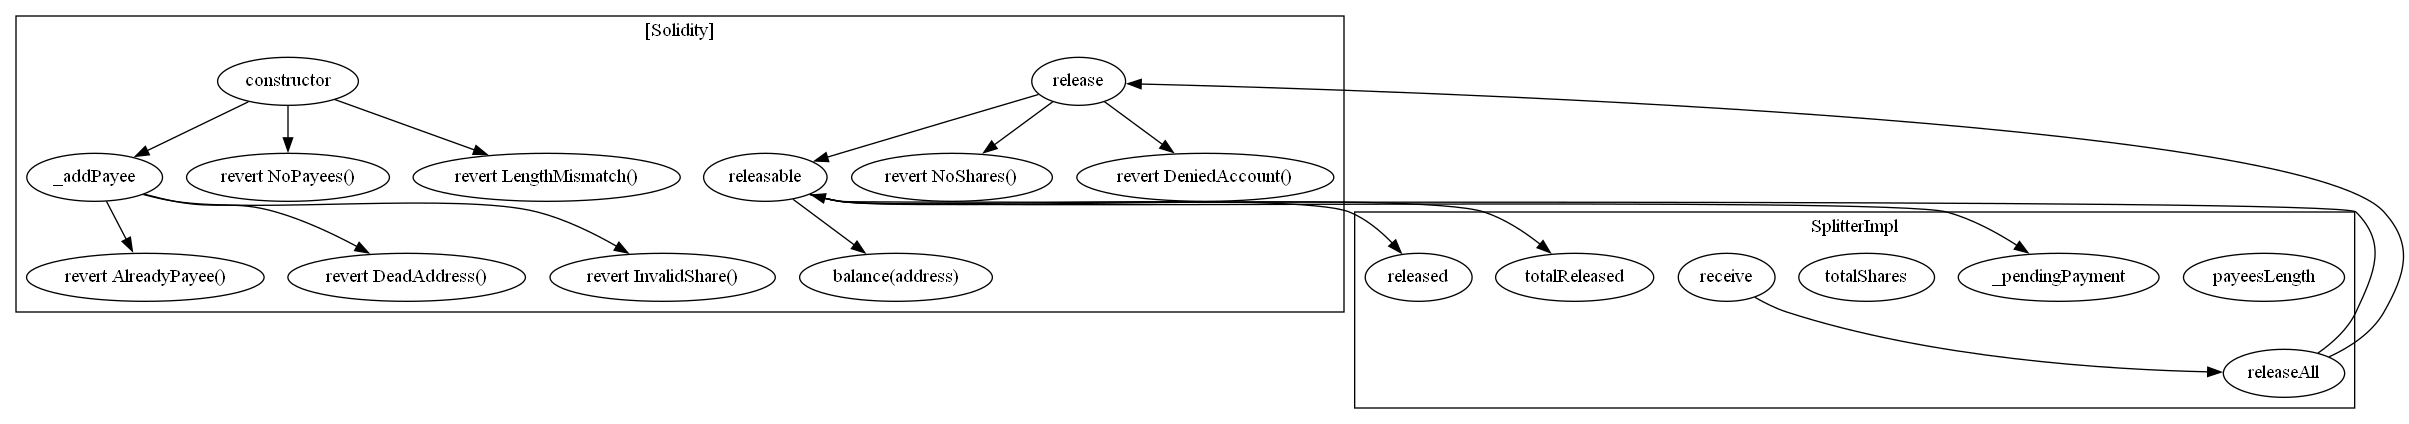 [Solidity]
constructor
release
_addPayee
revert NoPayees()
revert LengthMismatch()
releasable
revert NoShares()
revert DeniedAccount()
revert AlreadyPayee()
revert DeadAddress()
revert InvalidShare()
balance(address)
SplitterImpl
released
totalReleased
receive
totalShares
_pendingPayment
payeesLength
releaseAll